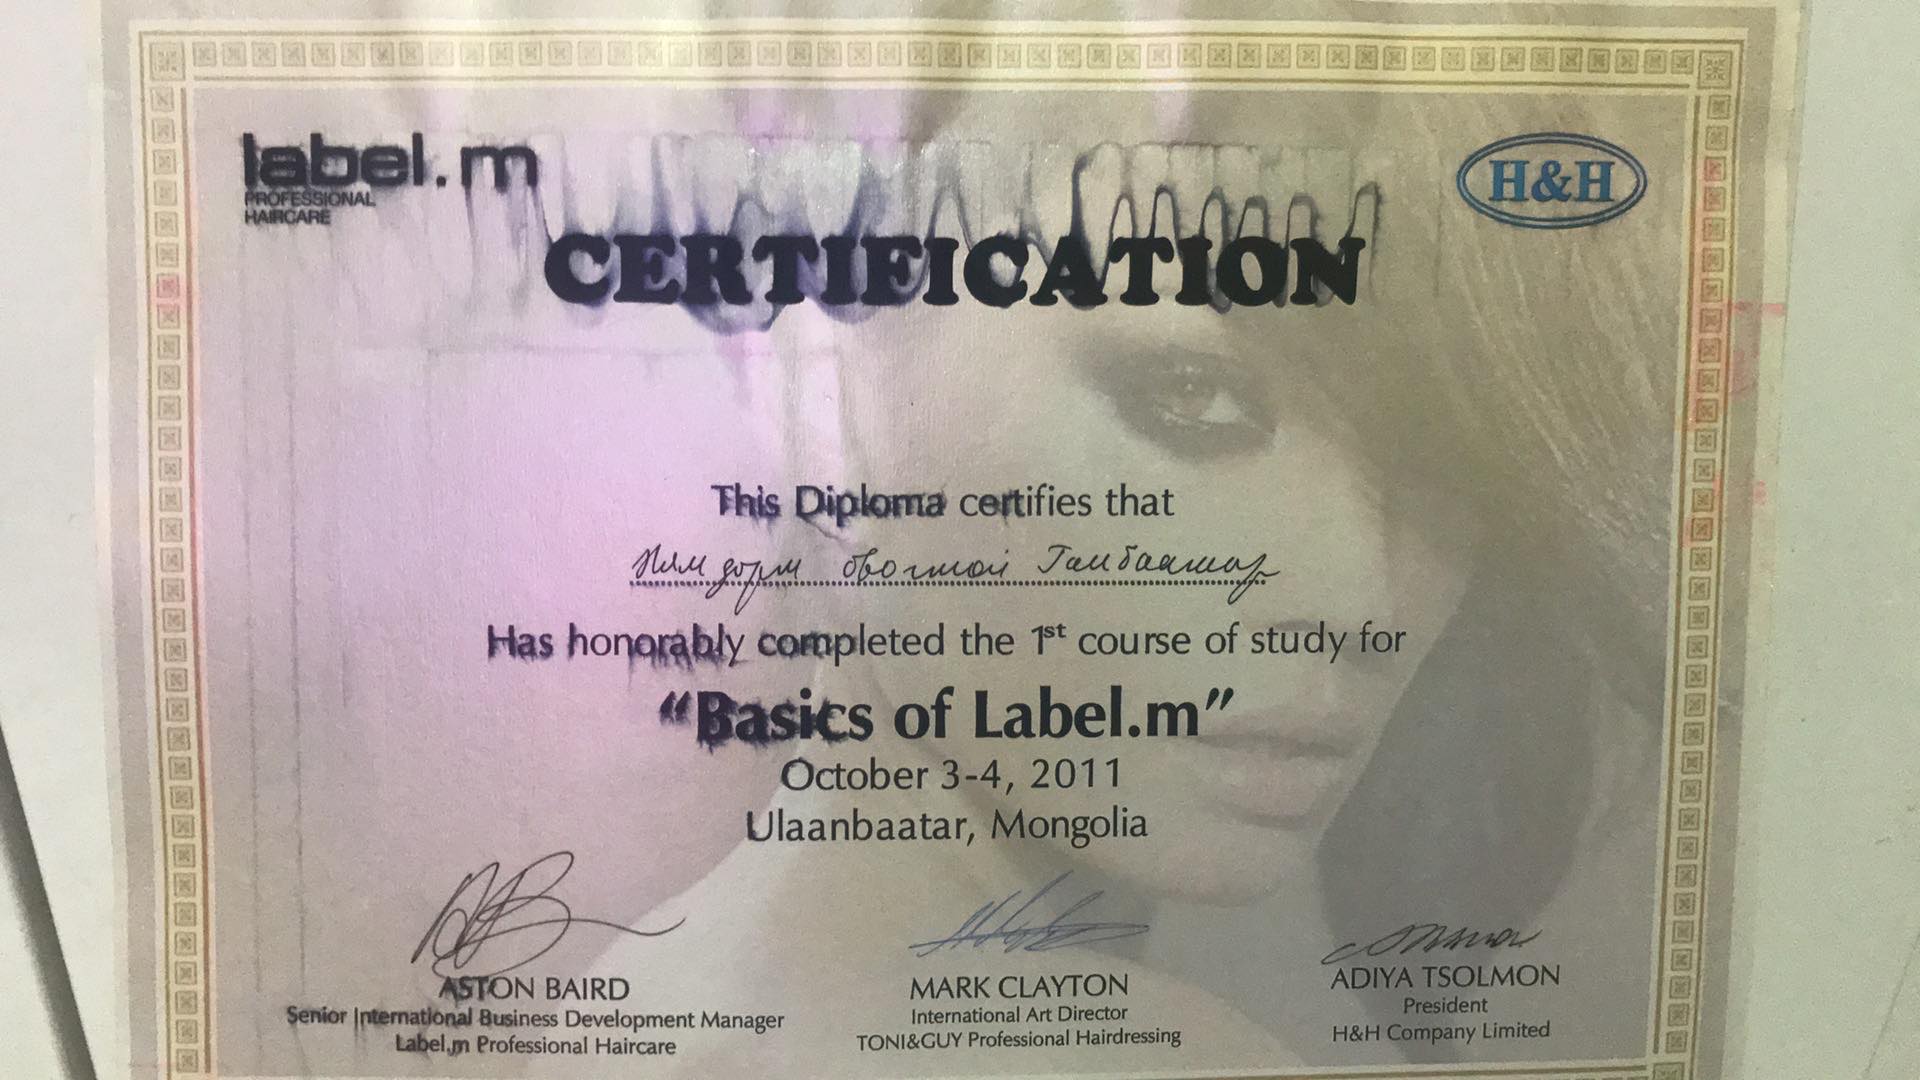 label.m
PROFESSIONAL
HAIRCARE
H&H
CERTIFICATION
This Diploma certifies that
Нямдорж овогтой Ганбаатар
Has honorably completed the 1st course of study for
“Basics of Label.m”
October 3-4, 2011
Ulaanbaatar, Mongolia
ASTON BAIRD
Senior International Business Development Manager
Label.m Professional Haircare
MARK CLAYTON
International Art Director
TONI&GUY Professional Hairdressing
ADIYA TSOLMON
President
H&H Company Limited